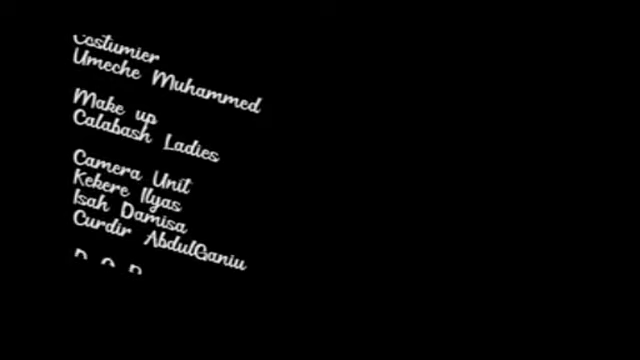 Costumier
Umeche Muhammed
Make up
Calabash Ladies
Camera Unit
Kekere Ilyas
Isah Damisa
Curdir AbdulGaniu